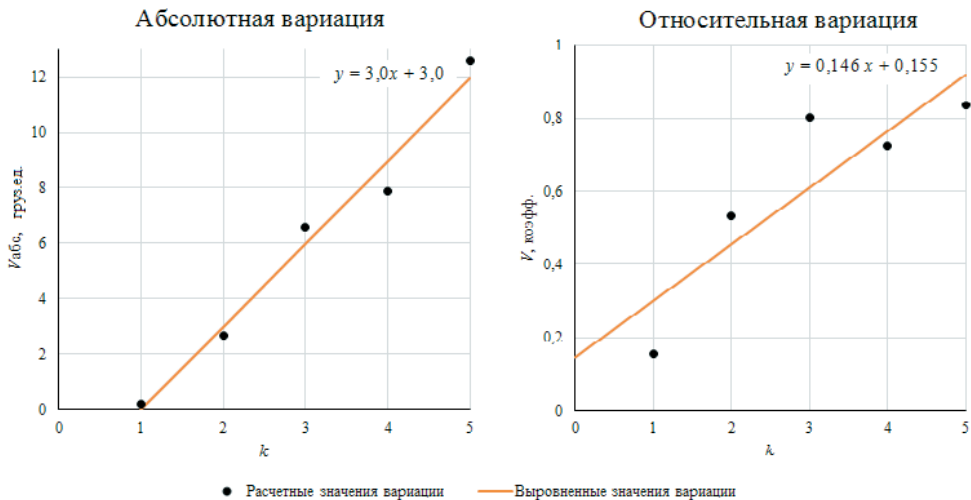 Абсолютная вариация
y = 3,0x + 3,0
12
10
8
6
4
2
0
Vабс, груз.ед.
0 1 2 3 4 5
k
Относительная вариация
y = 0,146 x + 0,155
1
0,8
0,6
0,4
0,2
0
V, коэфф.
0 1 2 3 4 5
k
Расчетные значения вариации
Выровненные значения вариации